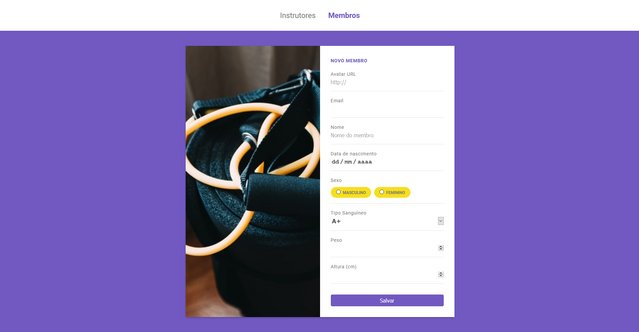 Instrutores Membros
NOVO MEMBRO
Avatar URL
http://
Email
Nome
Nome do membro
Data de nascimento
dd / mm / aaaa
Sexo
MASCULINO FEMININO
Tipo Sanguíneo
A+
Peso
Altura (cm)
Salvar